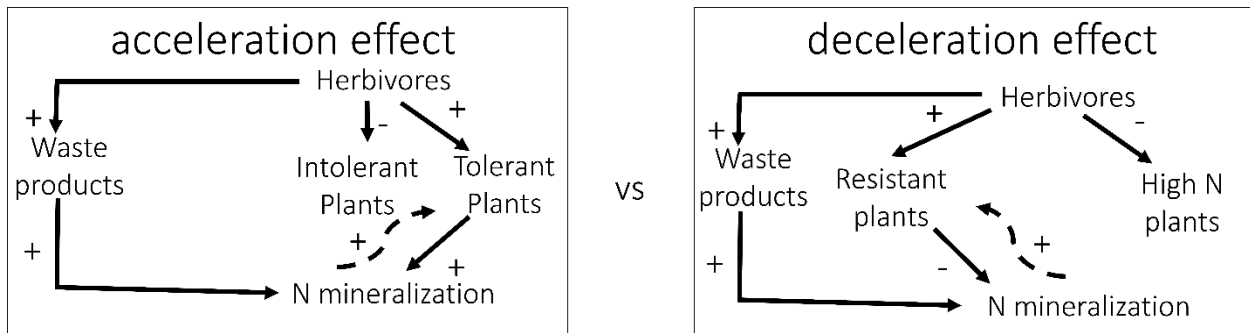 acceleration effect
Herbivores
+
-
+
Waste
products
Intolerant
Plants
Tolerant
Plants
+
+
+
N mineralization
vs
deceleration effect
Herbivores
+
+
-
Waste
products
Resistant
plants
High N
plants
+
-
+
N mineralization